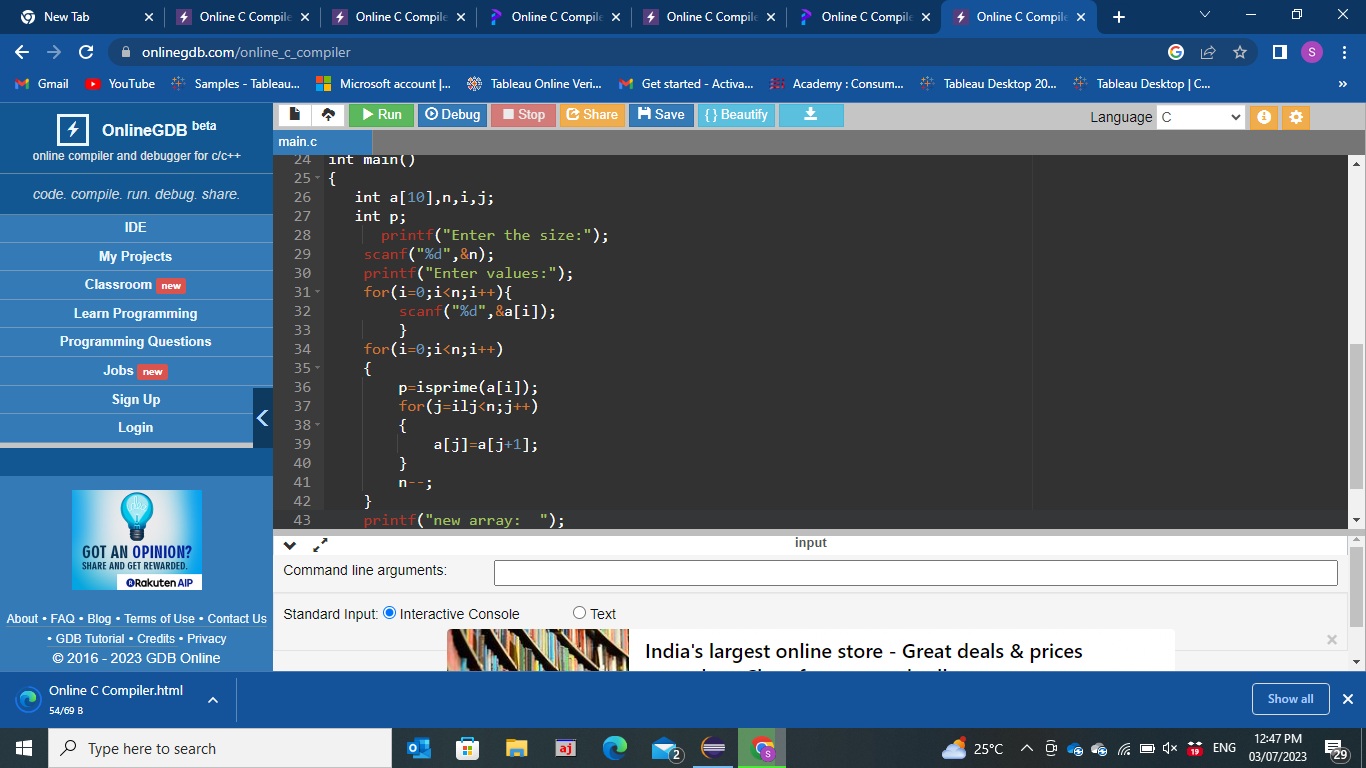 New Tab
Online C Compile
Online C Compile
Online C Compile
Online C Compile
Online C Compile
Online C Compile
onlinegdb.com/online_c_compiler
S
Gmail
YouTube
Samples - Tableau...
Microsoft account |...
Tableau Online Veri...
Get started - Activa...
Academy : Consum...
Tableau Desktop 20...
Tableau Desktop | C...
»
OnlineGDB beta
online compiler and debugger for c/c++
code. compile. run. debug. share.
IDE
My Projects
Classroom new
Learn Programming
Programming Questions
Jobs new
Sign Up
Login
GOT AN OPINION?
SHARE AND GET REWARDED.
Rakuten AIP
About • FAQ • Blog • Terms of Use • Contact Us
• GDB Tutorial • Credits • Privacy
© 2016 - 2023 GDB Online
Run
Debug
Stop
Share
Save
{ } Beautify
Language C
main.c
24 int main()
25 {
26 int a[10],n,i,j;
27 int p;
28 printf("Enter the size:");
29 scanf("%d",&n);
30 printf("Enter values:");
31 for(i=0;i<n;i++){
32 scanf("%d",&a[i]);
33 }
34 for(i=0;i<n;i++)
35 {
36 p=isprime(a[i]);
37 for(j=ilj<n;j++)
38 {
39 a[j]=a[j+1];
40 }
41 n--;
42 }
43 printf("new array:  ");
input
Command line arguments:
Standard Input: Interactive Console Text
India's largest online store - Great deals & prices
Online C Compiler.html
54/69 B
Show all
Type here to search
aj
2
S
25°C
19
ENG
12:47 PM
03/07/2023
29